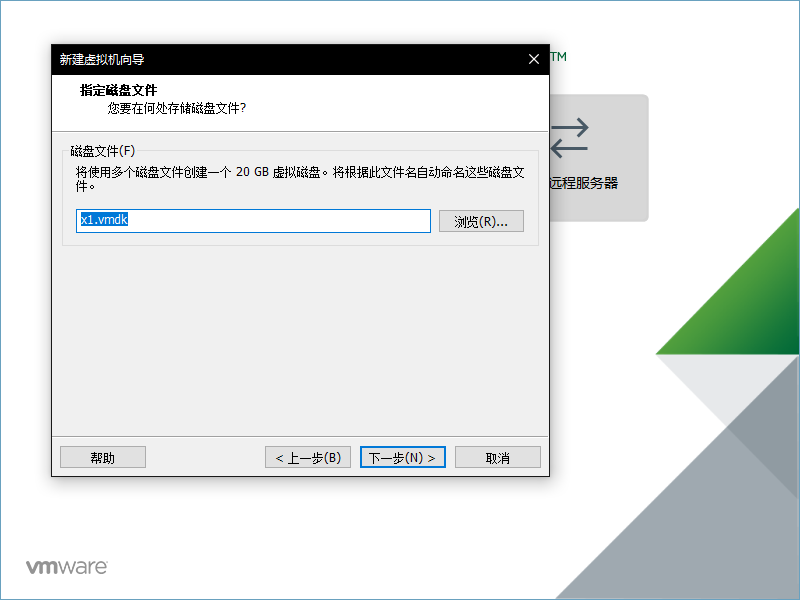 新建虚拟机向导
TM
指定磁盘文件
您要在何处存储磁盘文件?
磁盘文件(F)
将使用多个磁盘文件创建一个 20 GB 虚拟磁盘。将根据此文件名自动命名这些磁盘文
件。
x1.vmdk
浏览(R)...
远程服务器
帮助
< 上一步(B)
下一步(N) >
取消
vmware